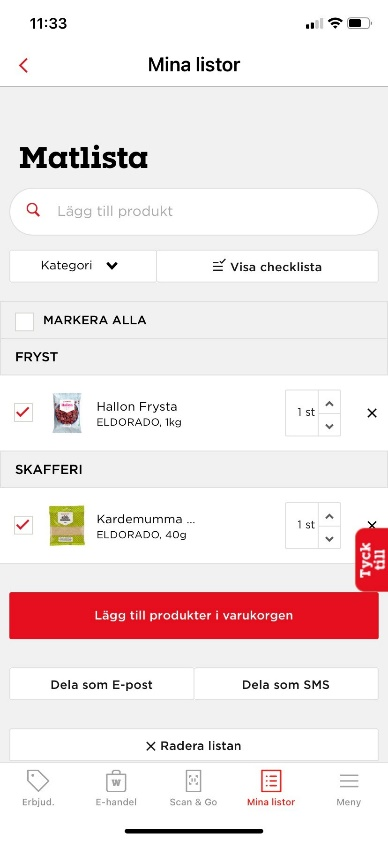 11:33
Mina listor
Matlista
Lägg till produkt
Kategori
Visa checklista
MARKERA ALLA
FRYST
Hallon Frysta
ELDORADO, 1kg
1 st
SKAFFERI
Kardemumma ...
ELDORADO, 40g
1 st
Tyck
till
Lägg till produkter i varukorgen
Dela som E-post
Dela som SMS
Radera listan
Erbjud.
E-handel
Scan & Go
Mina listor
Meny